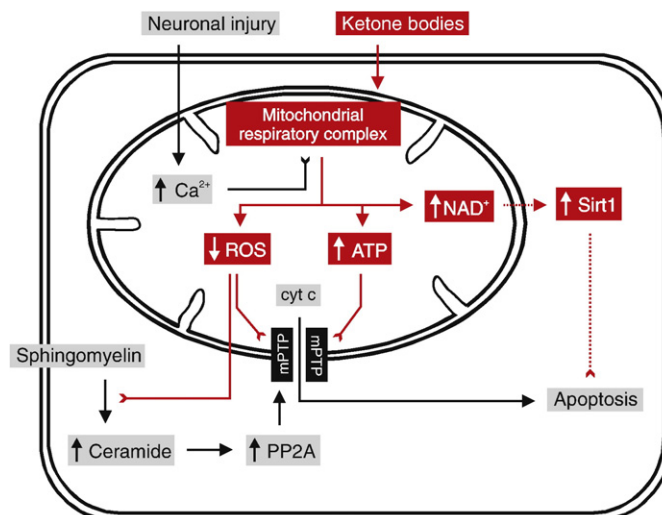 Neuronal injury
Ketone bodies
Mitochondrial
respiratory complex
↑ Ca²⁺
↑ NAD⁺
↑ Sirt1
↓ ROS
↑ ATP
cyt c
mPTP
mPTP
Sphingomyelin
Apoptosis
↑ Ceramide
↑ PP2A